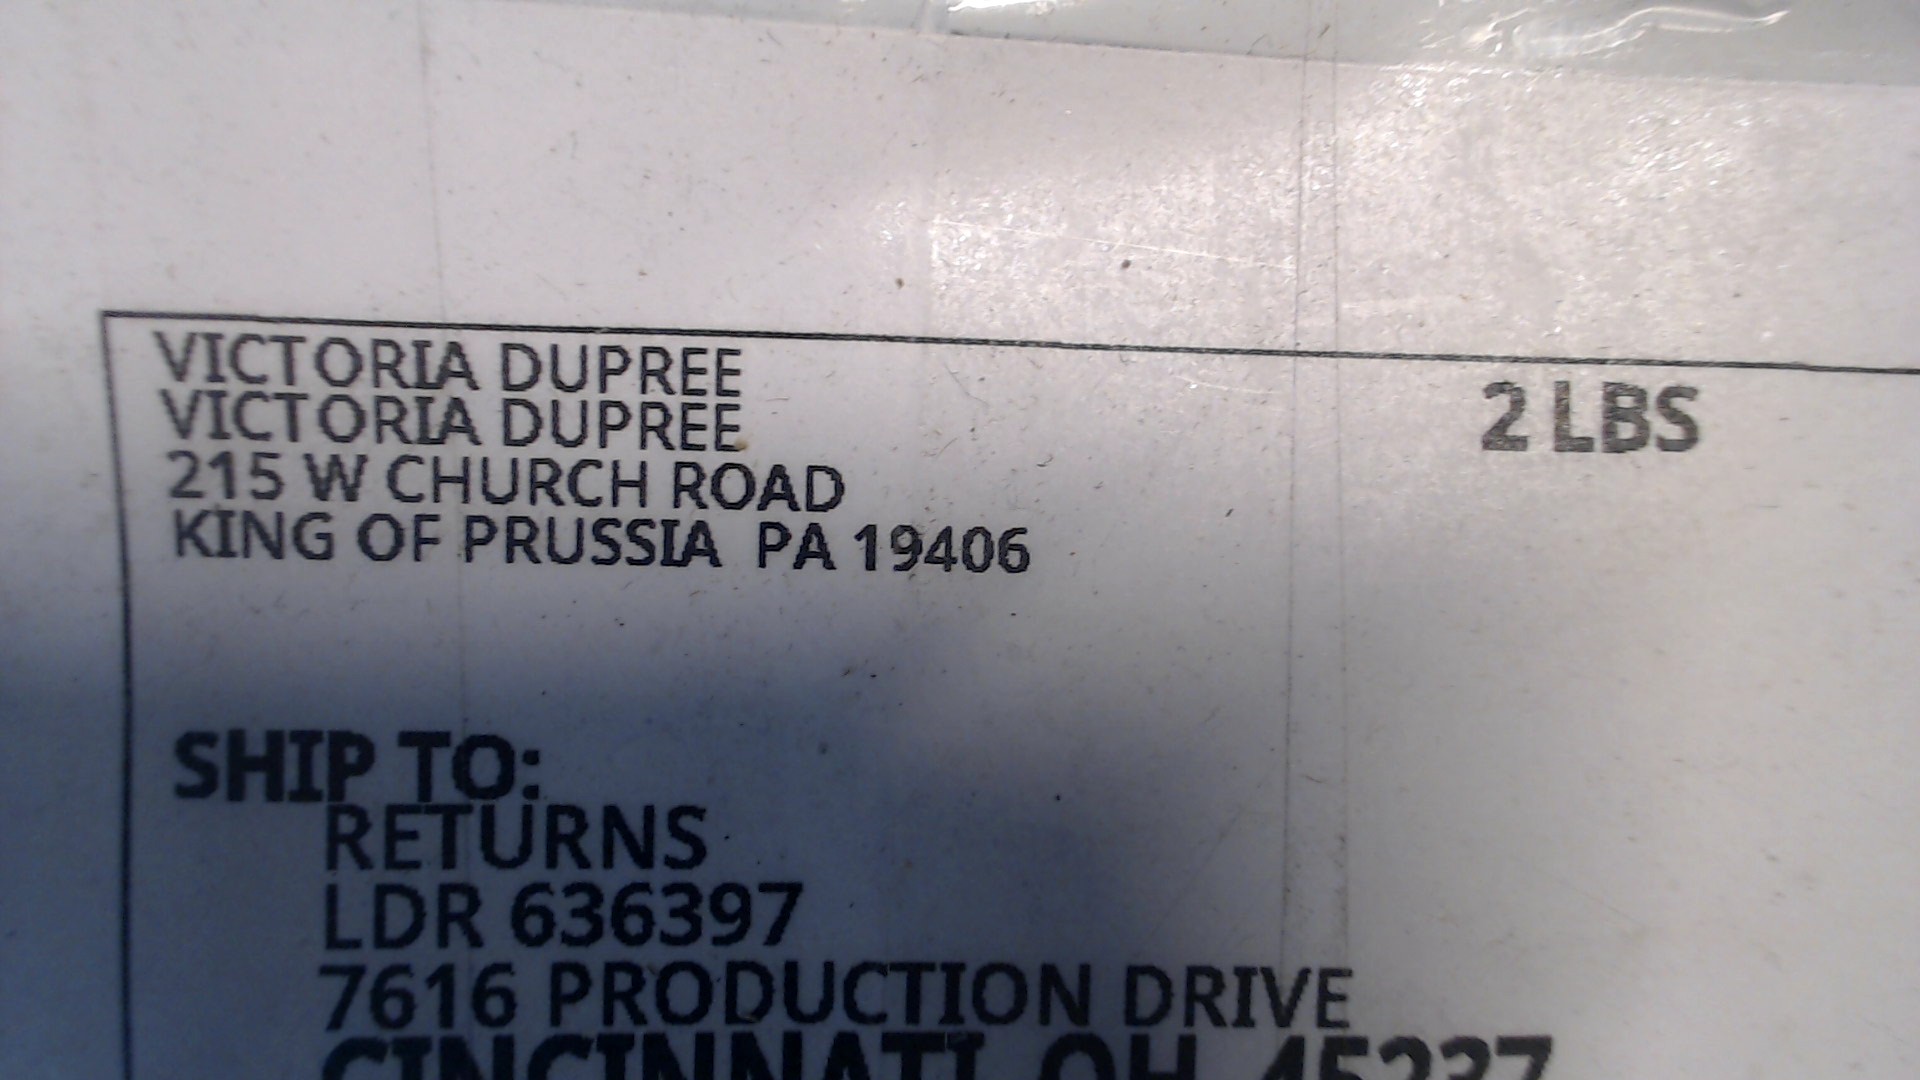 VICTORIA DUPREE
2 LBS
VICTORIA DUPREE
215 W CHURCH ROAD
KING OF PRUSSIA PA 19406
SHIP TO:
RETURNS
LDR 636397
7616 PRODUCTION DRIVE
CINCINNATI OH 45237